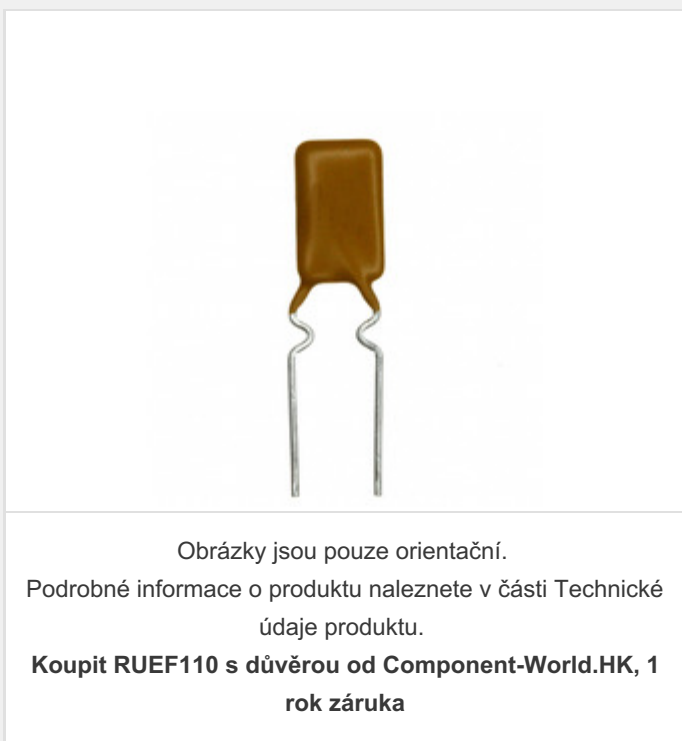 Obrázky jsou pouze orientační.
Podrobné informace o produktu naleznete v části Technické
údaje produktu.
Koupit RUEF110 s důvěrou od Component-World.HK, 1
rok záruka